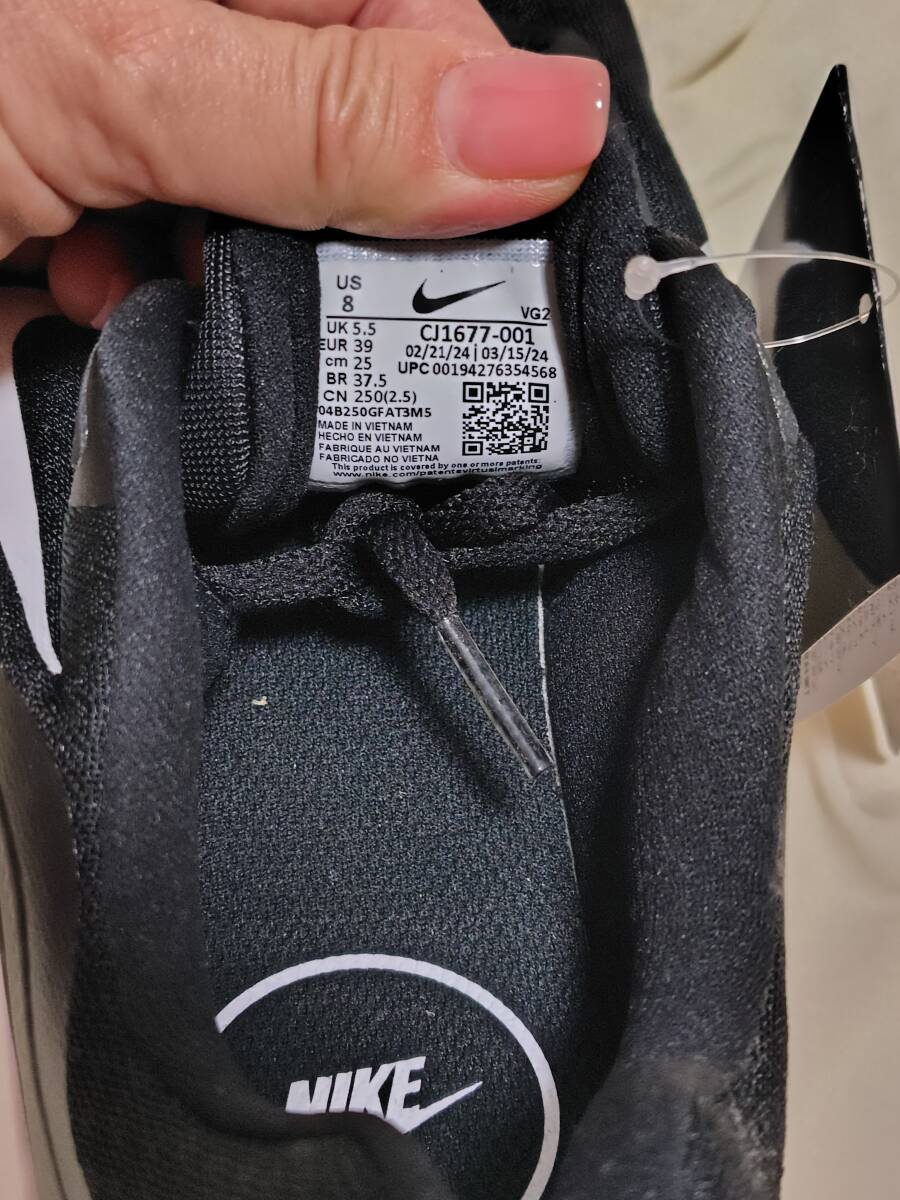 US
8
VG2
UK 5.5
EUR 39
cm 25
BR 37.5
CN 250(2.5)
CJ1677-001
02/21/24 | 03/15/24
UPC 00194276354568
04B250GFAT3M5
MADE IN VIETNAM
HECHO EN VIETNAM
FABRIQUE AU VIETNAM
FABRICADO NO VIETNA
This product is covered by one or more patents:
www.nike.com/patentsvirtualmarking
NIKE